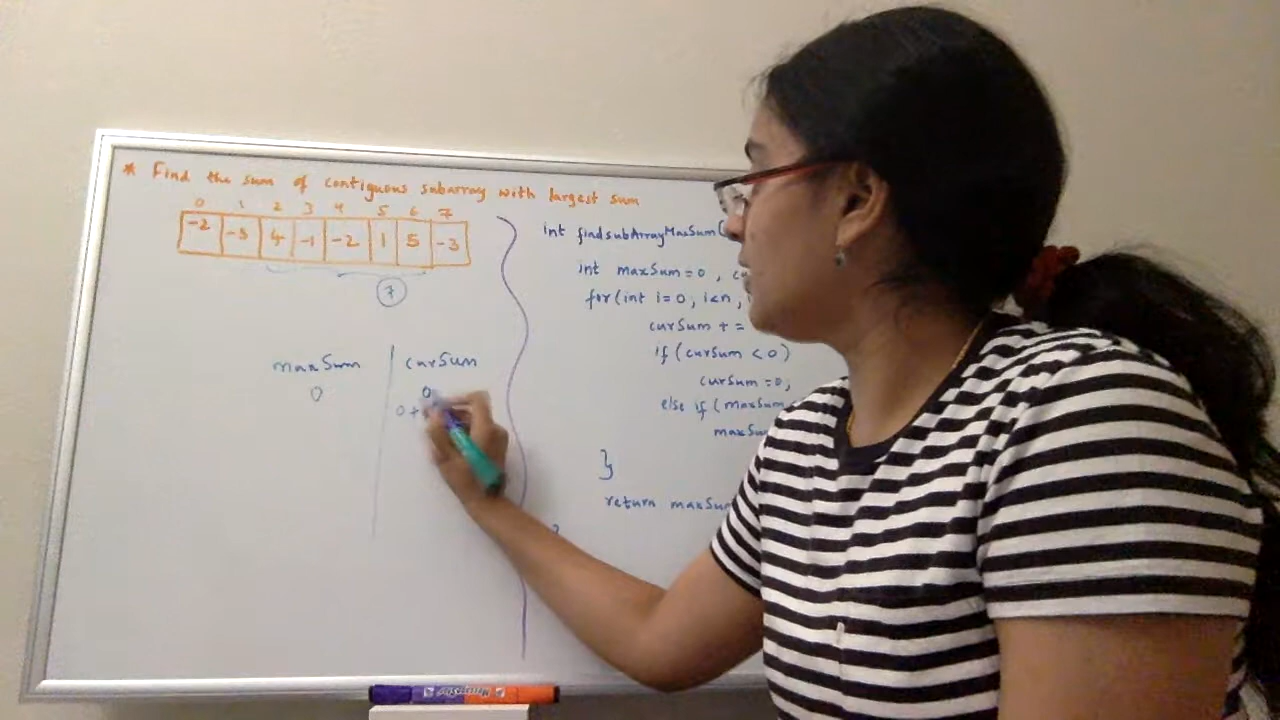 * Find the sum of contiguous subarray with largest sum
0 1 2 3 4 5 6 7
-2 -3 4 -1 -2 1 5 -3
7
maxSum curSum
0 0
0+
int findSubArrayMaxSum(
int maxSum=0, cu
for(int i=0; i<n;
curSum + =
if (curSum < 0)
curSum =0;
else if (maxSum
maxSu
}
return maxSum